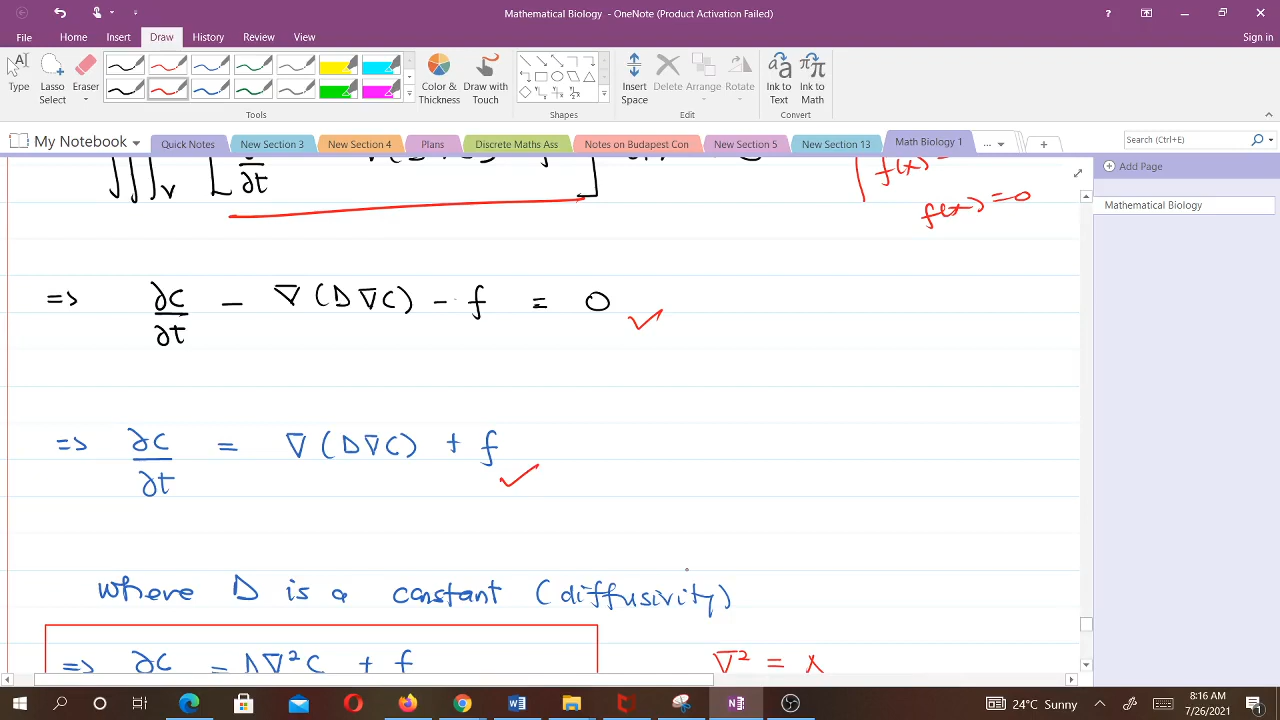 Mathematical Biology - OneNote (Product Activation Failed)
File Home Insert Draw History Review View Sign in
Type Lasso Select Eraser Color & Thickness Draw with Touch Insert Space Delete Arrange Rotate Ink to Text Ink to Math
Tools Shapes Edit Convert
My Notebook Quick Notes New Section 3 New Section 4 Plans Discrete Maths Ass Notes on Budapest Con New Section 5 New Section 13 Math Biology 1 ... Search (Ctrl+E)
Add Page
Mathematical Biology
∭_V [ ∂t
f(x) =
f(x) = 0
=> ∂C/∂t - ∇(D∇C) - f = 0 ✓
=> ∂C/∂t = ∇(D∇C) + f ✓
where D is a constant (diffusivity)
=> ∂C = D∇²C + f
∇² =
24°C Sunny 8:16 AM
7/26/2021